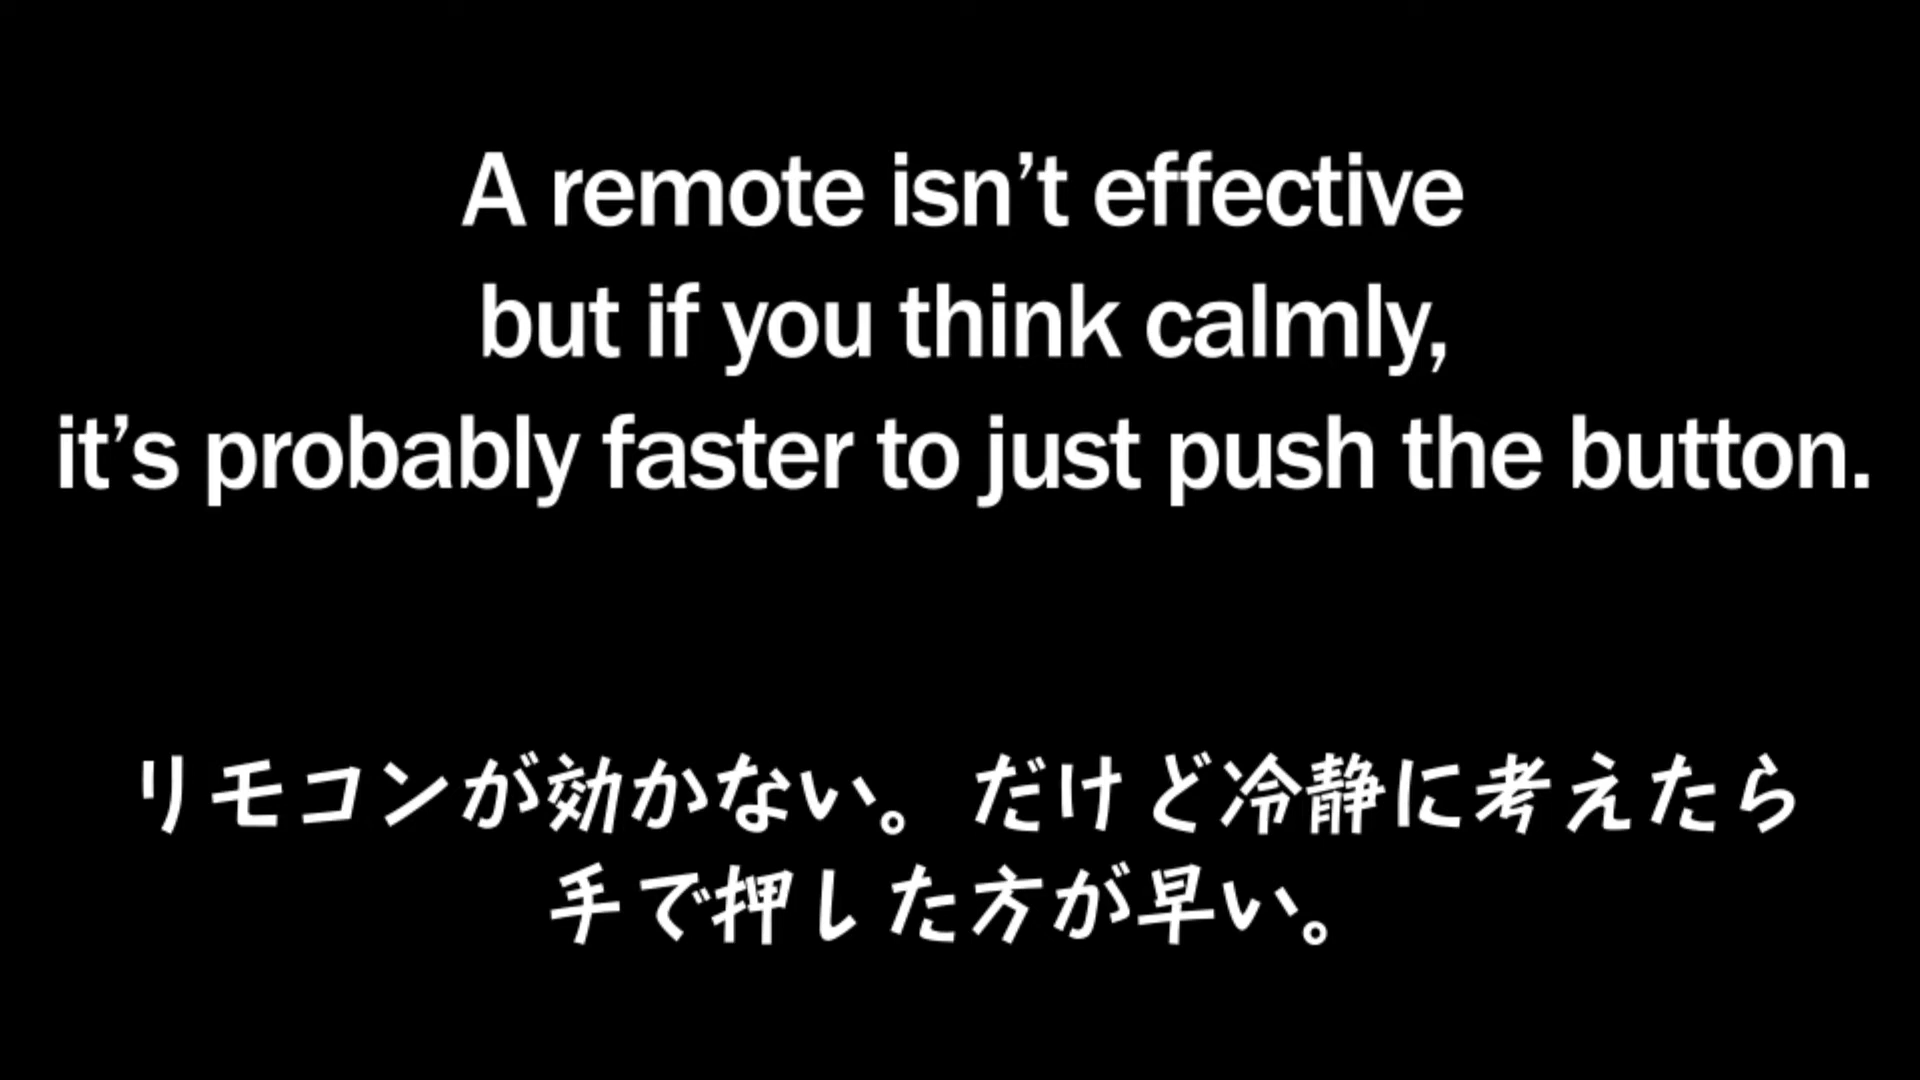 A remote isn’t effective
but if you think calmly,
it’s probably faster to just push the button.
リモコンが効かない。だけど冷静に考えたら
手で押した方が早い。